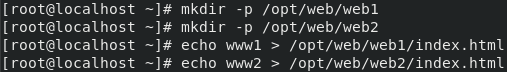 [root@localhost ~]# mkdir -p /opt/web/web1
[root@localhost ~]# mkdir -p /opt/web/web2
[root@localhost ~]# echo www1 > /opt/web/web1/index.html
[root@localhost ~]# echo www2 > /opt/web/web2/index.html